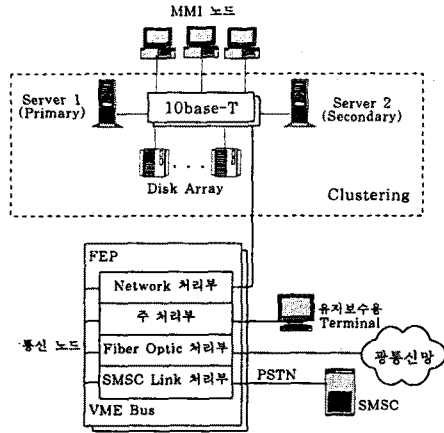 MMI 노드
Server 1
(Primary)
10base-T
Server 2
(Secondary)
Disk Array
Clustering
FEP
Network 처리부
주 처리부
유지보수용
Terminal
통신 노드
Fiber Optic 처리부
광통신망
SMSC Link 처리부
PSTN
VME Bus
SMSC